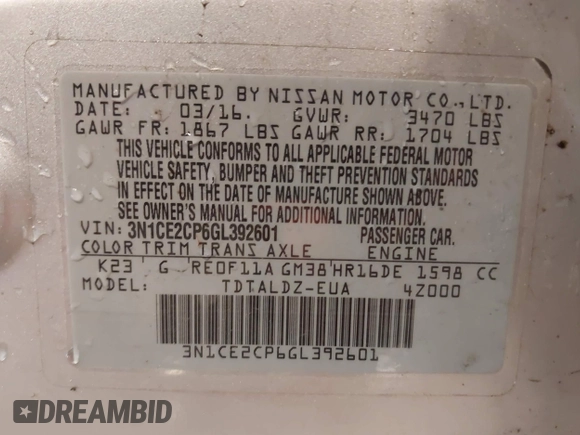 MANUFACTURED BY NISSAN MOTOR CO.,LTD.
DATE: 03/16. GVWR: 3470 LBS
GAWR FR: 1867 LBS GAWR RR: 1704 LBS
THIS VEHICLE CONFORMS TO ALL APPLICABLE FEDERAL MOTOR
VEHICLE SAFETY, BUMPER AND THEFT PREVENTION STANDARDS
IN EFFECT ON THE DATE OF MANUFACTURE SHOWN ABOVE.
SEE OWNER'S MANUAL FOR ADDITIONAL INFORMATION.
VIN: 3N1CE2CP6GL392601 PASSENGER CAR.
COLOR TRIM TRANS AXLE ENGINE
K23 G RE0F11A GM38 HR16DE 1598 CC
MODEL: TDTALDZ-EUA 4Z000
3N1CE2CP6GL392601
DREAMBID